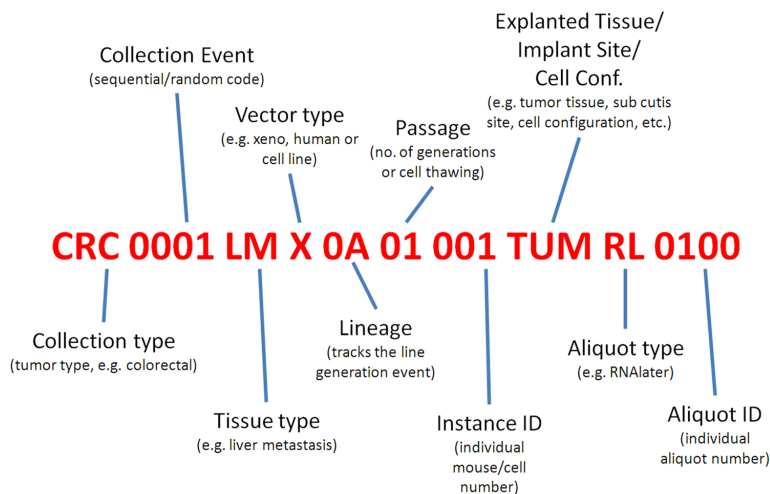 Explanted Tissue/
Implant Site/
Cell Conf.
(e.g. tumor tissue, sub cutis
site, cell configuration, etc.)
Collection Event
(sequential/random code)
Vector type
(e.g. xeno, human or
cell line)
Passage
(no. of generations
or cell thawing)
CRC 0001 LM X 0A 01 001 TUM RL 0100
Collection type
(tumor type, e.g. colorectal)
Lineage
(tracks the line
generation event)
Aliquot type
(e.g. RNAlater)
Tissue type
(e.g. liver metastasis)
Instance ID
(individual
mouse/cell
number)
Aliquot ID
(individual
aliquot number)